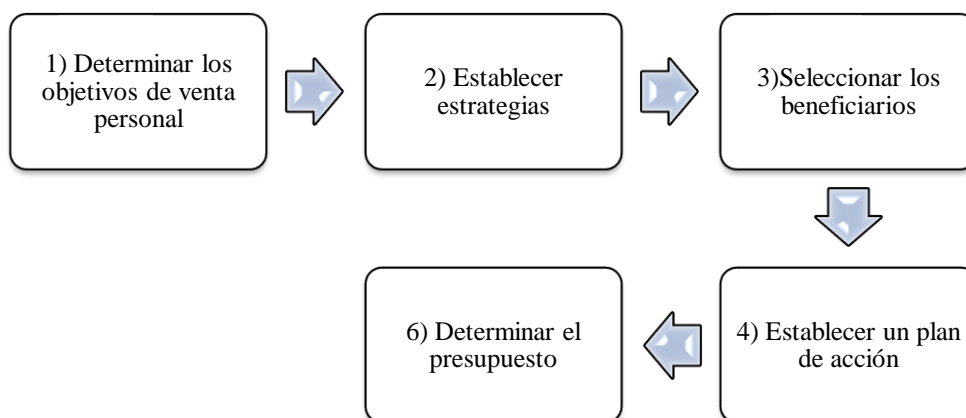 1) Determinar los
objetivos de venta
personal
2) Establecer
estrategias
3)Seleccionar los
beneficiarios
4) Establecer un plan
de acción
6) Determinar el
presupuesto